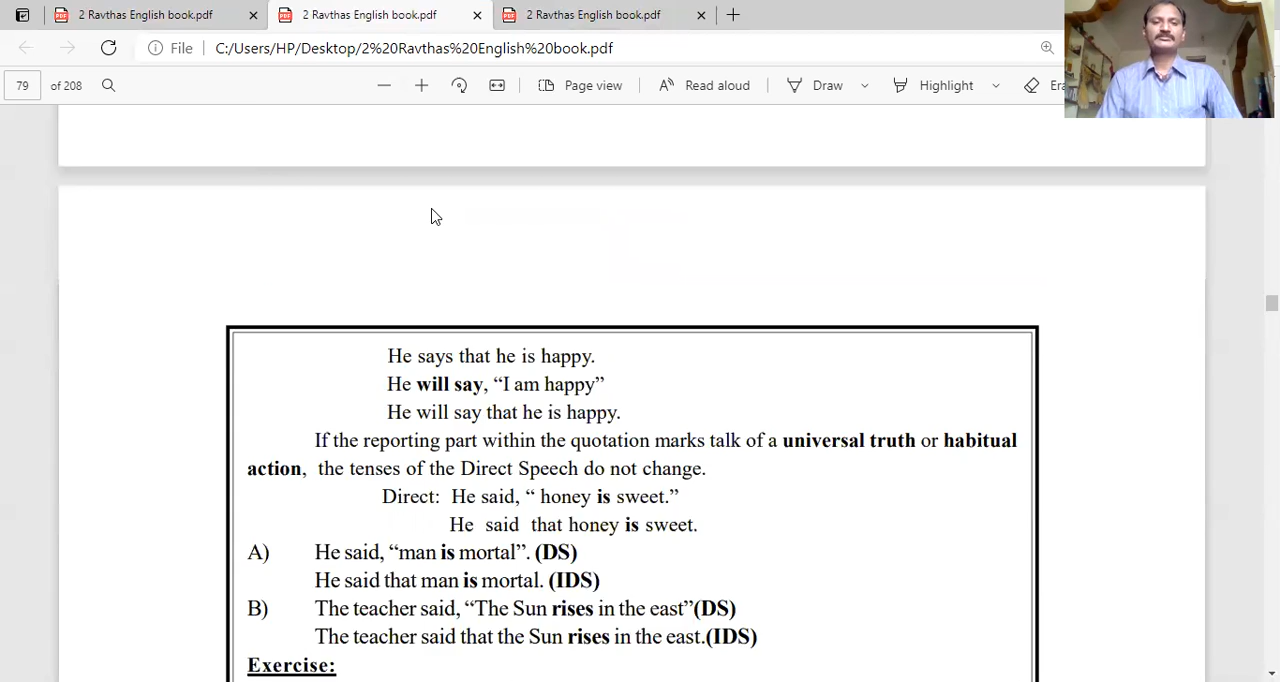 2 Ravthas English book.pdf
2 Ravthas English book.pdf
2 Ravthas English book.pdf
File
C:/Users/HP/Desktop/2%20Ravthas%20English%20book.pdf
79
of 208
Page view
Read aloud
Draw
Highlight
Era
He says that he is happy.
He will say, “I am happy”
He will say that he is happy.
If the reporting part within the quotation marks talk of a universal truth or habitual
action, the tenses of the Direct Speech do not change.
Direct: He said, “ honey is sweet.”
He said that honey is sweet.
A) He said, “man is mortal”. (DS)
He said that man is mortal. (IDS)
B) The teacher said, “The Sun rises in the east”(DS)
The teacher said that the Sun rises in the east.(IDS)
Exercise: